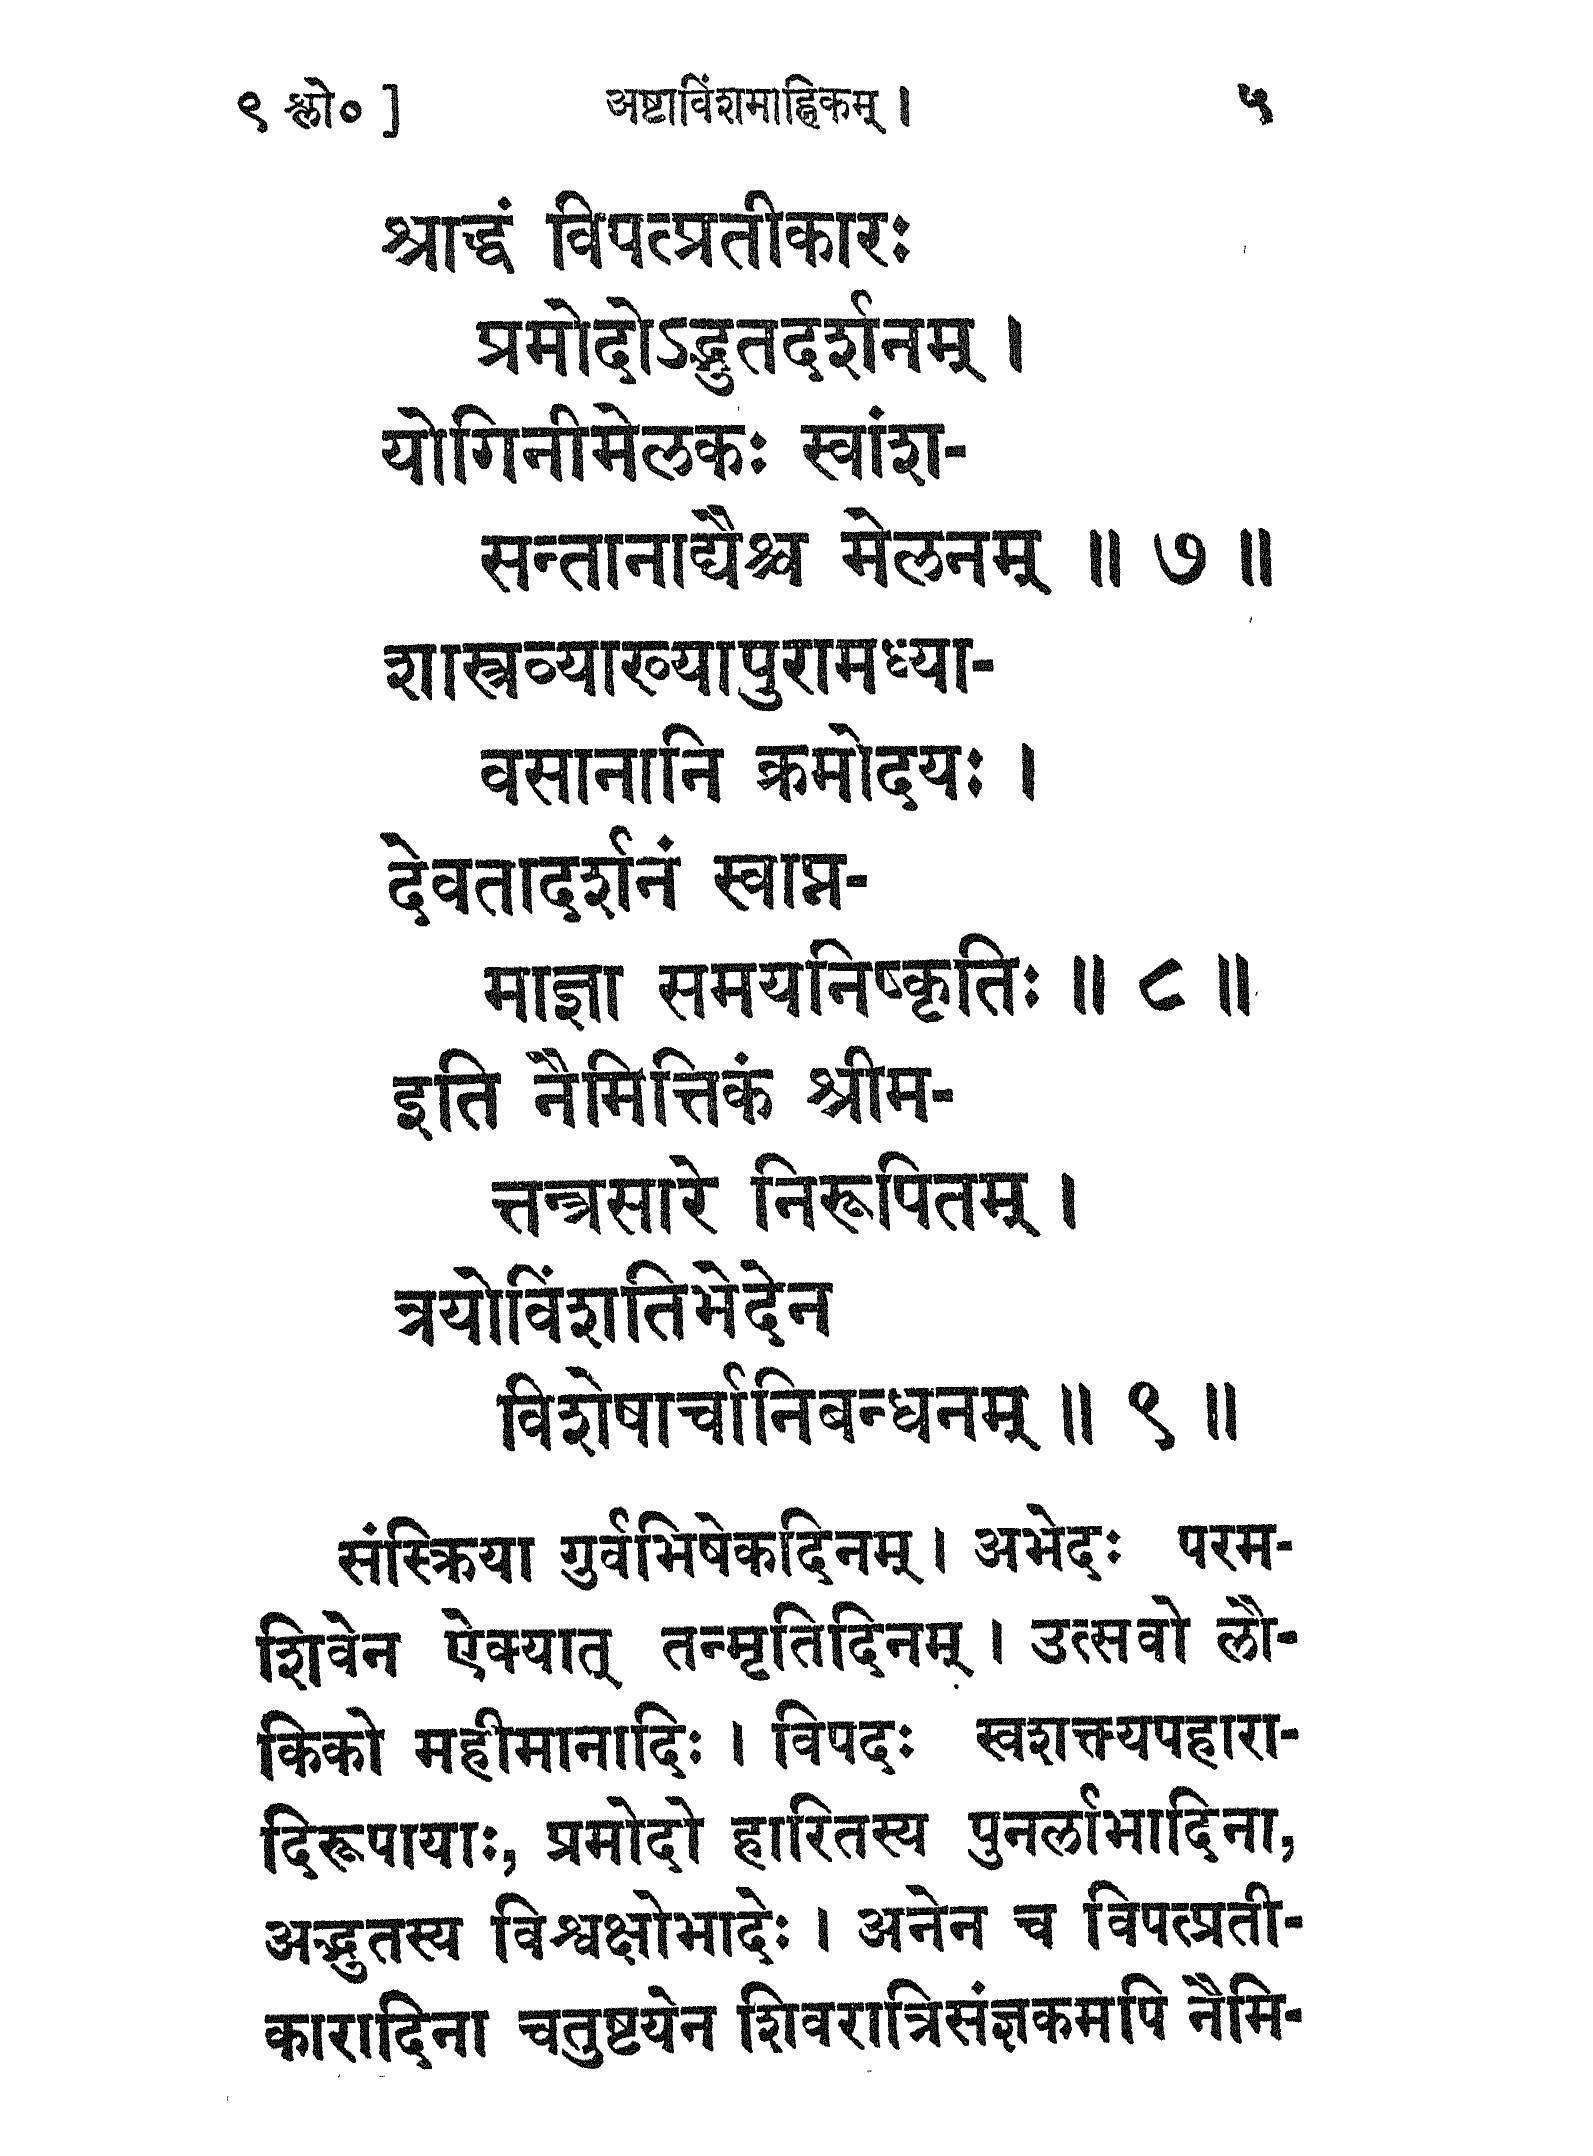 ९ श्लो० ] अष्टाविंशमाह्निकम् । ५
श्राद्धं विपत्प्रतीकारः
प्रमोदोऽद्भुतदर्शनम् ।
योगिनीमेलकः स्वांश-
सन्तानाद्यैश्च मेलनम् ॥ ७ ॥
शास्त्रव्याख्यापुरामध्या-
वसानानि क्रमोदयः ।
देवतादर्शनं स्वाप्न-
माज्ञा समयनिष्कृतिः ॥ ८ ॥
इति नैमित्तिकं श्रीम-
त्तन्त्रसारे निरूपितम् ।
त्रयोविंशतिभेदेन
विशेषार्चानिबन्धनम् ॥ ९ ॥
संस्क्रिया गुर्वभिषेकदिनम् । अभेदः परम-
शिवेन ऐक्यात् तन्मृतिदिनम् । उत्सवो लौ-
किको महीमानादिः । विपदः स्वशक्त्यपहारा-
दिरूपायाः, प्रमोदो हारितस्य पुनर्लाभादिना,
अद्भुतस्य विश्वक्षोभादेः । अनेन च विपत्प्रती-
कारादिना चतुष्टयेन शिवरात्रिसंज्ञकमपि नैमि-